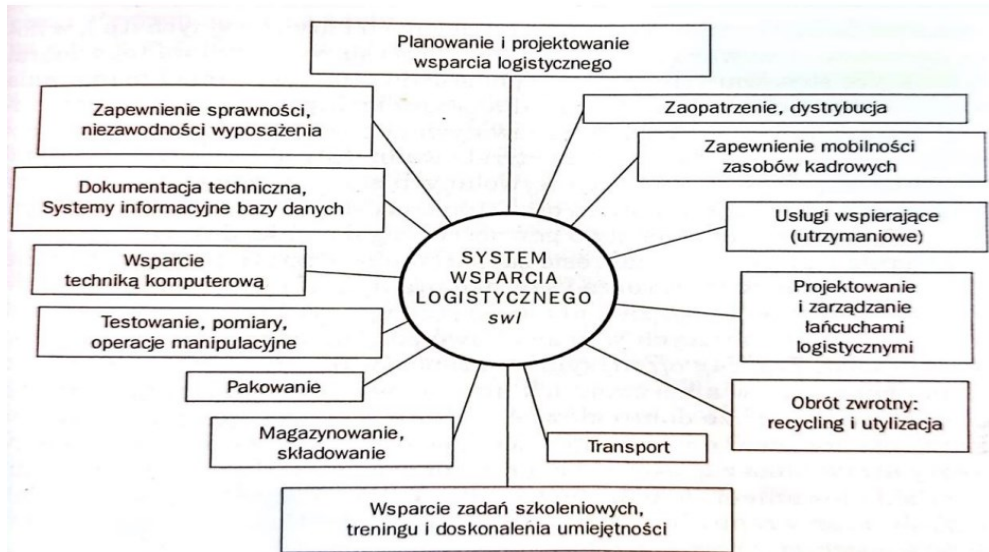 Planowanie i projektowanie
wsparcia logistycznego
Zaopatrzenie, dystrybucja
Zapewnienie mobilności
zasobów kadrowych
Usługi wspierające
(utrzymaniowe)
Projektowanie
i zarządzanie
łańcuchami
logistycznymi
Obrót zwrotny:
recycling i utylizacja
Transport
Wsparcie zadań szkoleniowych,
treningu i doskonalenia umiejętności
Magazynowanie,
składowanie
Pakowanie
Testowanie, pomiary,
operacje manipulacyjne
Wsparcie
techniką komputerową
Dokumentacja techniczna,
Systemy informacyjne bazy danych
Zapewnienie sprawności,
niezawodności wyposażenia
SYSTEM
WSPARCIA
LOGISTYCZNEGO
swl